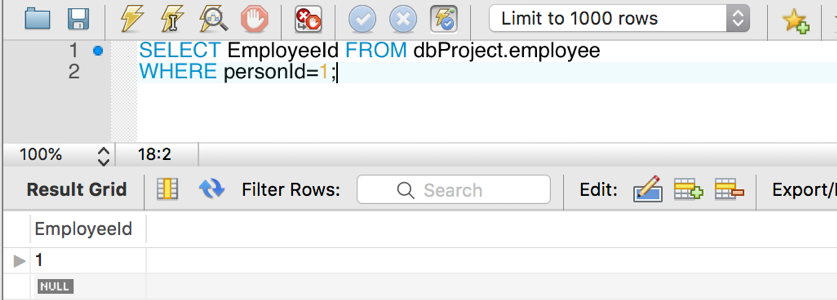 Limit to 1000 rows
1 SELECT EmployeeId FROM dbProject.employee
2 WHERE personId=1;
100% 18:2
Result Grid Filter Rows: Search Edit: Export/I
EmployeeId
1
NULL